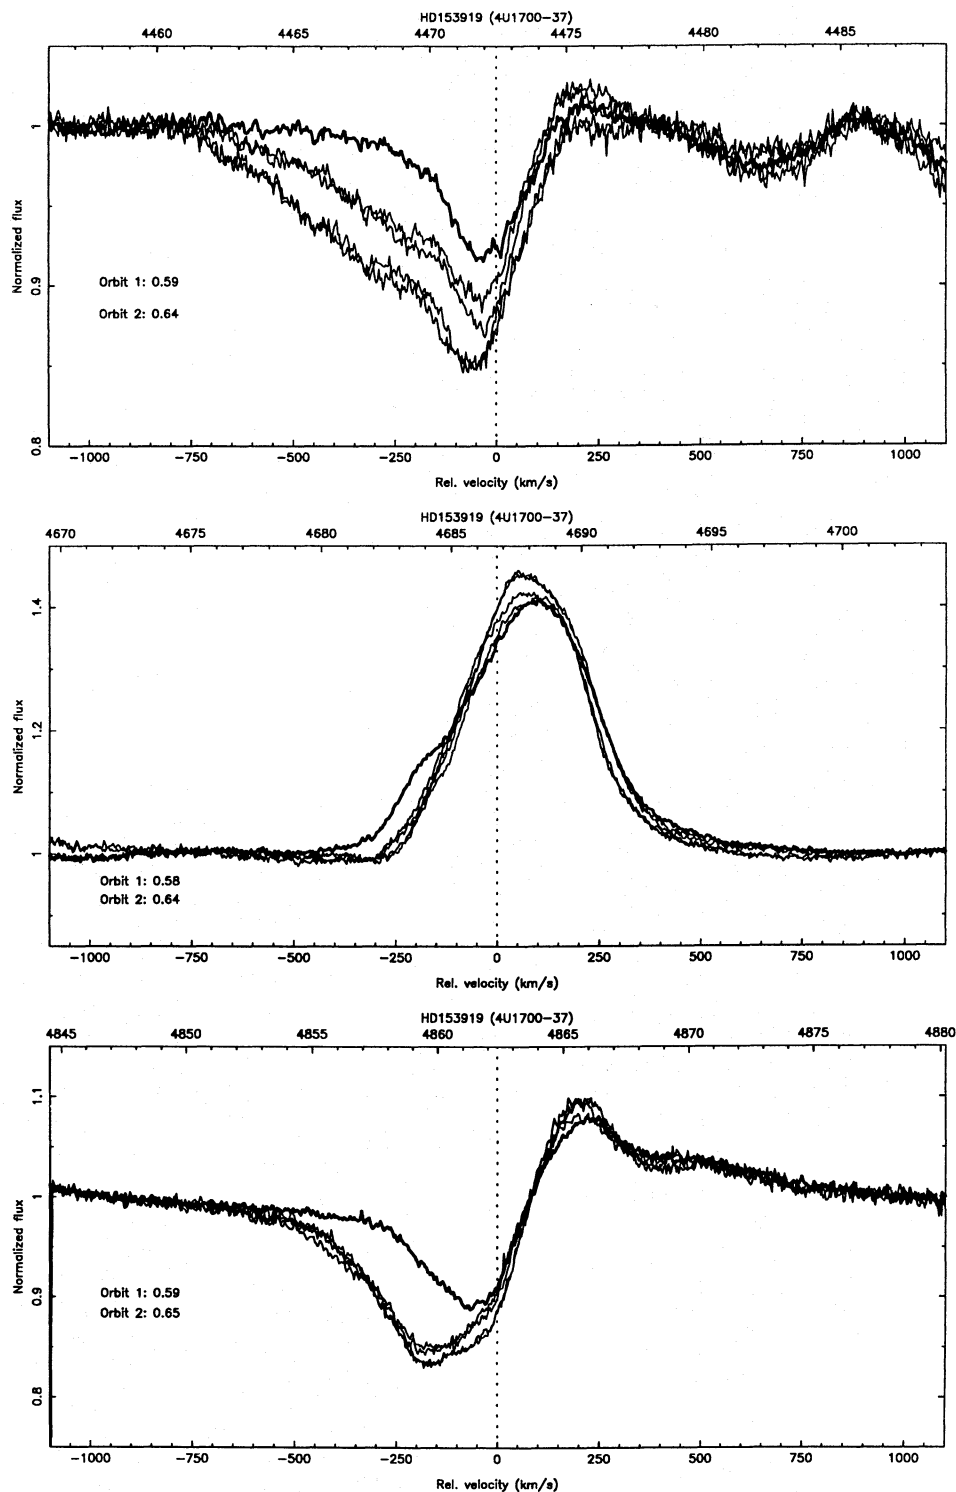 HD153919 (4U1700-37)
4460 4465 4470 4475 4480 4485
1
0.9
0.8
Normalized flux
Orbit 1: 0.59
Orbit 2: 0.64
-1000 -750 -500 -250 0 250 500 750 1000
Rel. velocity (km/s)
HD153919 (4U1700-37)
4670 4675 4680 4685 4690 4695 4700
1.4
1.2
1
Normalized flux
Orbit 1: 0.58
Orbit 2: 0.64
-1000 -750 -500 -250 0 250 500 750 1000
Rel. velocity (km/s)
HD153919 (4U1700-37)
4845 4850 4855 4860 4865 4870 4875 4880
1.1
1
0.9
0.8
Normalized flux
Orbit 1: 0.59
Orbit 2: 0.65
-1000 -750 -500 -250 0 250 500 750 1000
Rel. velocity (km/s)